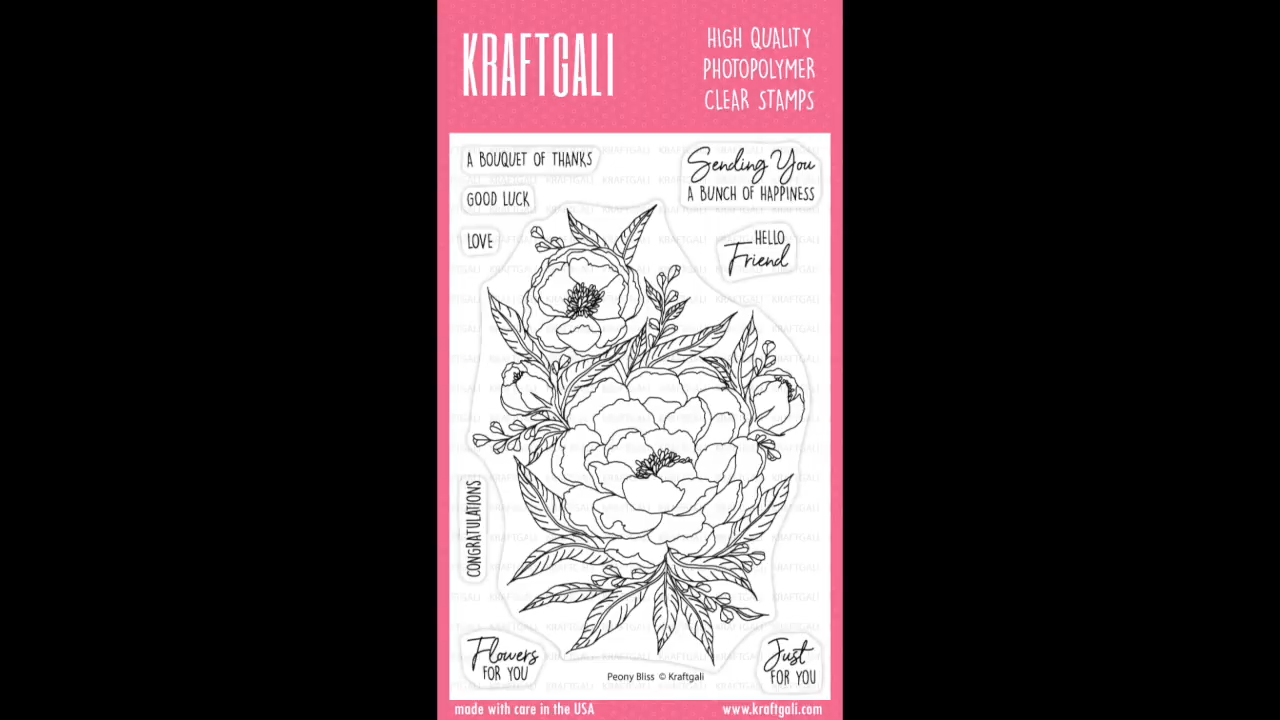 KRAFTGALI
HIGH QUALITY
PHOTOPOLYMER
CLEAR STAMPS
A BOUQUET OF THANKS
GOOD LUCK
LOVE
Sending You
A BUNCH OF HAPPINESS
HELLO
Friend
CONGRATULATIONS
Flowers
FOR YOU
Just
FOR YOU
Peony Bliss © Kraftgali
made with care in the USA
www.kraftgali.com